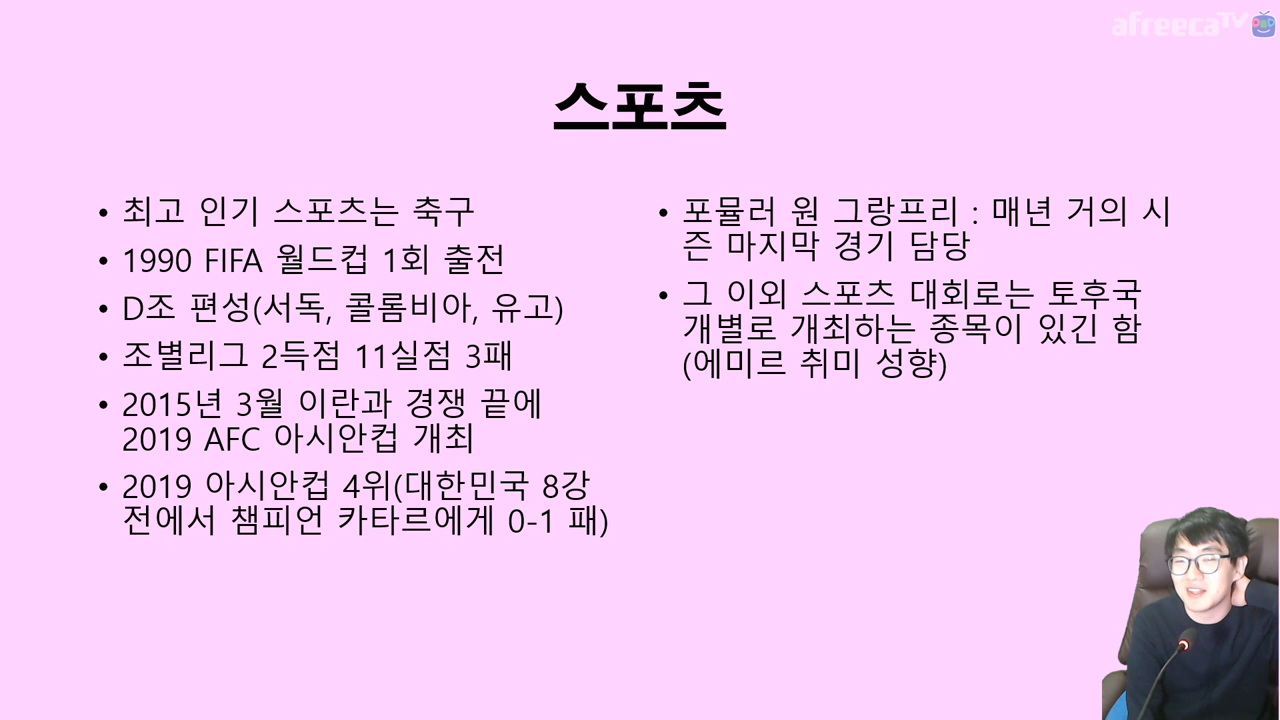 afreecaTV
스포츠
• 최고 인기 스포츠는 축구
• 1990 FIFA 월드컵 1회 출전
• D조 편성(서독, 콜롬비아, 유고)
• 조별리그 2득점 11실점 3패
• 2015년 3월 이란과 경쟁 끝에
2019 AFC 아시안컵 개최
• 2019 아시안컵 4위(대한민국 8강
전에서 챔피언 카타르에게 0-1 패)
• 포뮬러 원 그랑프리 : 매년 거의 시
즌 마지막 경기 담당
• 그 이외 스포츠 대회로는 토후국
개별로 개최하는 종목이 있긴 함
(에미르 취미 성향)